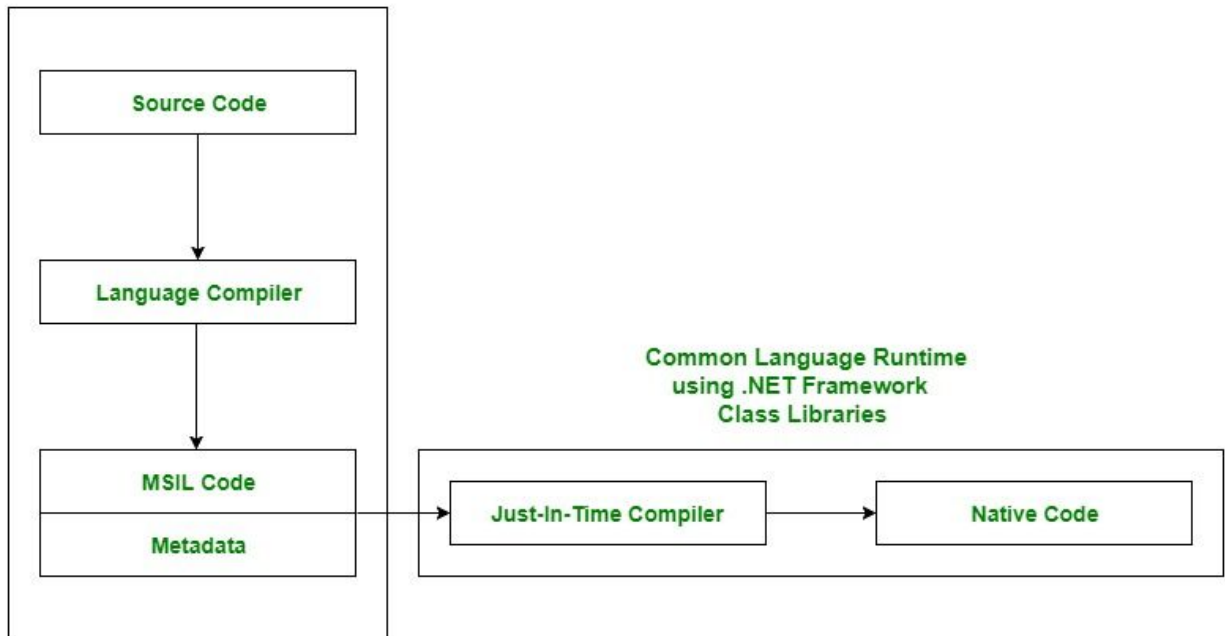 Source Code
Language Compiler
MSIL Code
Metadata
Common Language Runtime
using .NET Framework
Class Libraries
Just-In-Time Compiler
Native Code